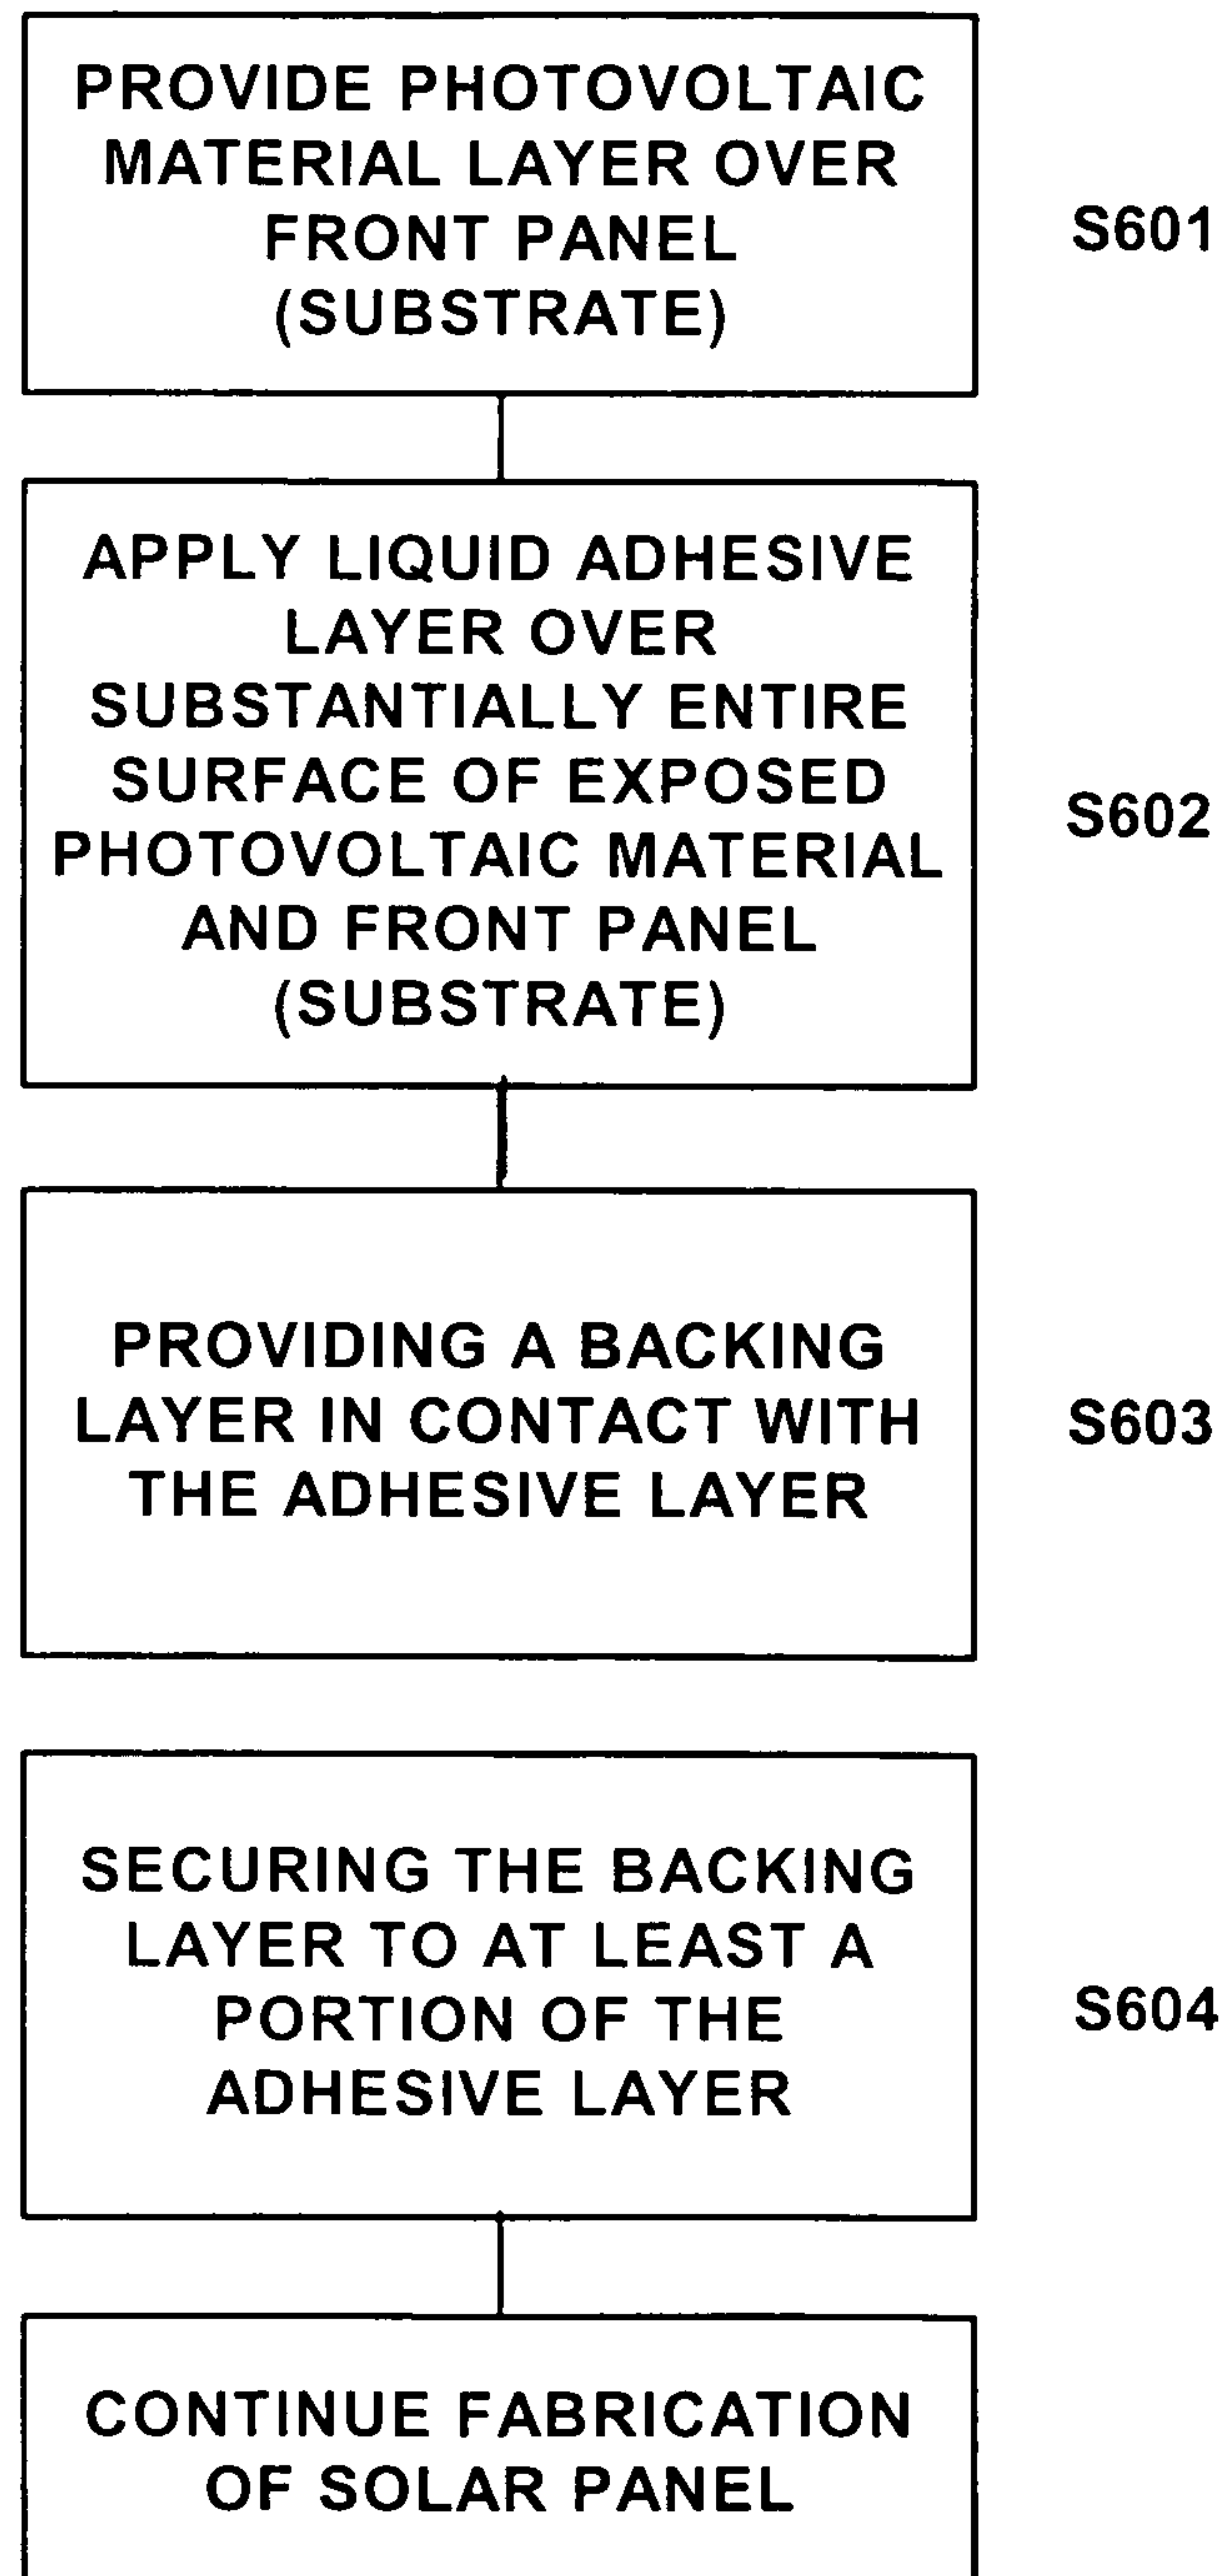 PROVIDE PHOTOVOLTAIC
MATERIAL LAYER OVER
FRONT PANEL
(SUBSTRATE)
S601
APPLY LIQUID ADHESIVE
LAYER OVER
SUBSTANTIALLY ENTIRE
SURFACE OF EXPOSED
PHOTOVOLTAIC MATERIAL
AND FRONT PANEL
(SUBSTRATE)
S602
PROVIDING A BACKING
LAYER IN CONTACT WITH
THE ADHESIVE LAYER
S603
SECURING THE BACKING
LAYER TO AT LEAST A
PORTION OF THE
ADHESIVE LAYER
S604
CONTINUE FABRICATION
OF SOLAR PANEL